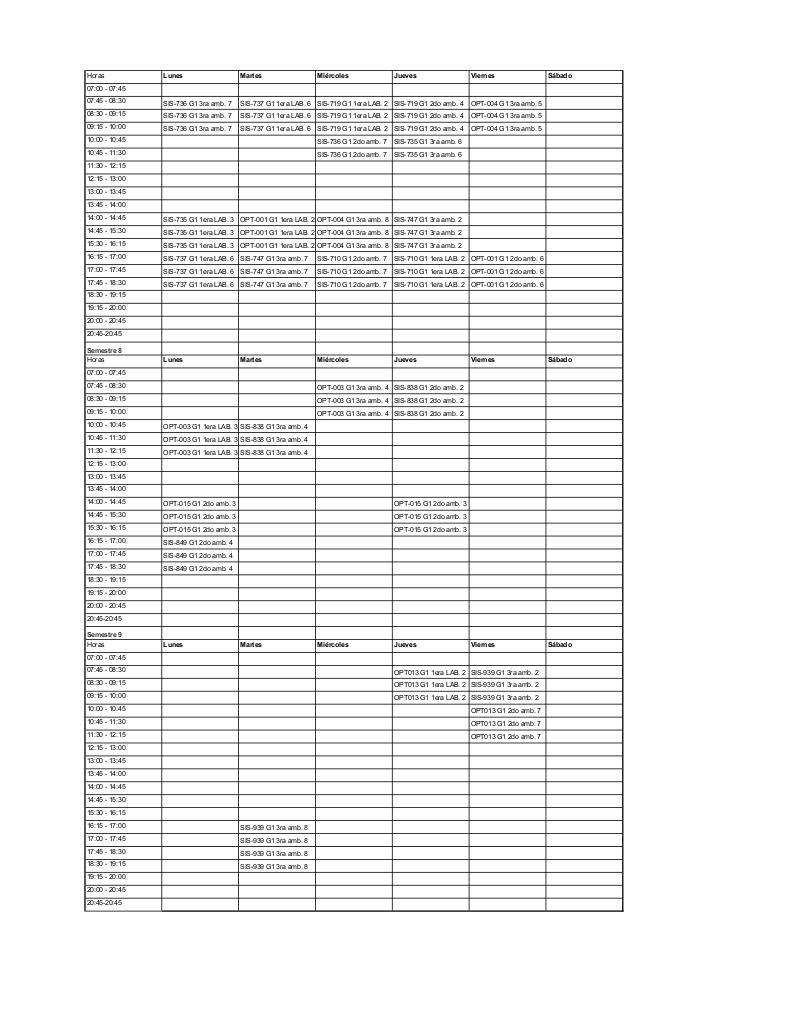 Horas Lunes Martes Miércoles Jueves Viernes Sábado
07:00 - 07:45
07:45 - 08:30 SIS-736 G1 3ra amb. 7 SIS-737 G1 1era LAB. 6 SIS-719 G1 1era LAB. 2 SIS-719 G1 2do amb. 4 OPT-004 G1 3ra amb. 5
08:30 - 09:15 SIS-736 G1 3ra amb. 7 SIS-737 G1 1era LAB. 6 SIS-719 G1 1era LAB. 2 SIS-719 G1 2do amb. 4 OPT-004 G1 3ra amb. 5
09:15 - 10:00 SIS-736 G1 3ra amb. 7 SIS-737 G1 1era LAB. 6 SIS-719 G1 1era LAB. 2 SIS-719 G1 2do amb. 4 OPT-004 G1 3ra amb. 5
10:00 - 10:45 SIS-736 G1 2do amb. 7 SIS-735 G1 3ra amb. 6
10:45 - 11:30 SIS-736 G1 2do amb. 7 SIS-735 G1 3ra amb. 6
11:30 - 12:15
12:15 - 13:00
13:00 - 13:45
13:45 - 14:00
14:00 - 14:45 SIS-735 G1 1era LAB. 3 OPT-001 G1 1era LAB. 2 OPT-004 G1 3ra amb. 8 SIS-747 G1 3ra amb. 2
14:45 - 15:30 SIS-735 G1 1era LAB. 3 OPT-001 G1 1era LAB. 2 OPT-004 G1 3ra amb. 8 SIS-747 G1 3ra amb. 2
15:30 - 16:15 SIS-735 G1 1era LAB. 3 OPT-001 G1 1era LAB. 2 OPT-004 G1 3ra amb. 8 SIS-747 G1 3ra amb. 2
16:15 - 17:00 SIS-737 G1 1era LAB. 6 SIS-747 G1 3ra amb. 7 SIS-710 G1 2do amb. 7 SIS-710 G1 1era LAB. 2 OPT-001 G1 2do amb. 6
17:00 - 17:45 SIS-737 G1 1era LAB. 6 SIS-747 G1 3ra amb. 7 SIS-710 G1 2do amb. 7 SIS-710 G1 1era LAB. 2 OPT-001 G1 2do amb. 6
17:45 - 18:30 SIS-737 G1 1era LAB. 6 SIS-747 G1 3ra amb. 7 SIS-710 G1 2do amb. 7 SIS-710 G1 1era LAB. 2 OPT-001 G1 2do amb. 6
18:30 - 19:15
19:15 - 20:00
20:00 - 20:45
20:45-20:45
Semestre 8
Horas Lunes Martes Miércoles Jueves Viernes Sábado
07:00 - 07:45
07:45 - 08:30 OPT-003 G1 3ra amb. 4 SIS-838 G1 2do amb. 2
08:30 - 09:15 OPT-003 G1 3ra amb. 4 SIS-838 G1 2do amb. 2
09:15 - 10:00 OPT-003 G1 3ra amb. 4 SIS-838 G1 2do amb. 2
10:00 - 10:45 OPT-003 G1 1era LAB. 3 SIS-838 G1 3ra amb. 4
10:45 - 11:30 OPT-003 G1 1era LAB. 3 SIS-838 G1 3ra amb. 4
11:30 - 12:15 OPT-003 G1 1era LAB. 3 SIS-838 G1 3ra amb. 4
12:15 - 13:00
13:00 - 13:45
13:45 - 14:00
14:00 - 14:45 OPT-015 G1 2do amb. 3 OPT-015 G1 2do amb. 3
14:45 - 15:30 OPT-015 G1 2do amb. 3 OPT-015 G1 2do amb. 3
15:30 - 16:15 OPT-015 G1 2do amb. 3 OPT-015 G1 2do amb. 3
16:15 - 17:00 SIS-849 G1 2do amb. 4
17:00 - 17:45 SIS-849 G1 2do amb. 4
17:45 - 18:30 SIS-849 G1 2do amb. 4
18:30 - 19:15
19:15 - 20:00
20:00 - 20:45
20:45-20:45
Semestre 9
Horas Lunes Martes Miércoles Jueves Viernes Sábado
07:00 - 07:45
07:45 - 08:30 OPT013 G1 1era LAB. 2 SIS-939 G1 3ra amb. 2
08:30 - 09:15 OPT013 G1 1era LAB. 2 SIS-939 G1 3ra amb. 2
09:15 - 10:00 OPT013 G1 1era LAB. 2 SIS-939 G1 3ra amb. 2
10:00 - 10:45 OPT013 G1 2do amb. 7
10:45 - 11:30 OPT013 G1 2do amb. 7
11:30 - 12:15 OPT013 G1 2do amb. 7
12:15 - 13:00
13:00 - 13:45
13:45 - 14:00
14:00 - 14:45
14:45 - 15:30
15:30 - 16:15
16:15 - 17:00 SIS-939 G1 3ra amb. 8
17:00 - 17:45 SIS-939 G1 3ra amb. 8
17:45 - 18:30 SIS-939 G1 3ra amb. 8
18:30 - 19:15 SIS-939 G1 3ra amb. 8
19:15 - 20:00
20:00 - 20:45
20:45-20:45